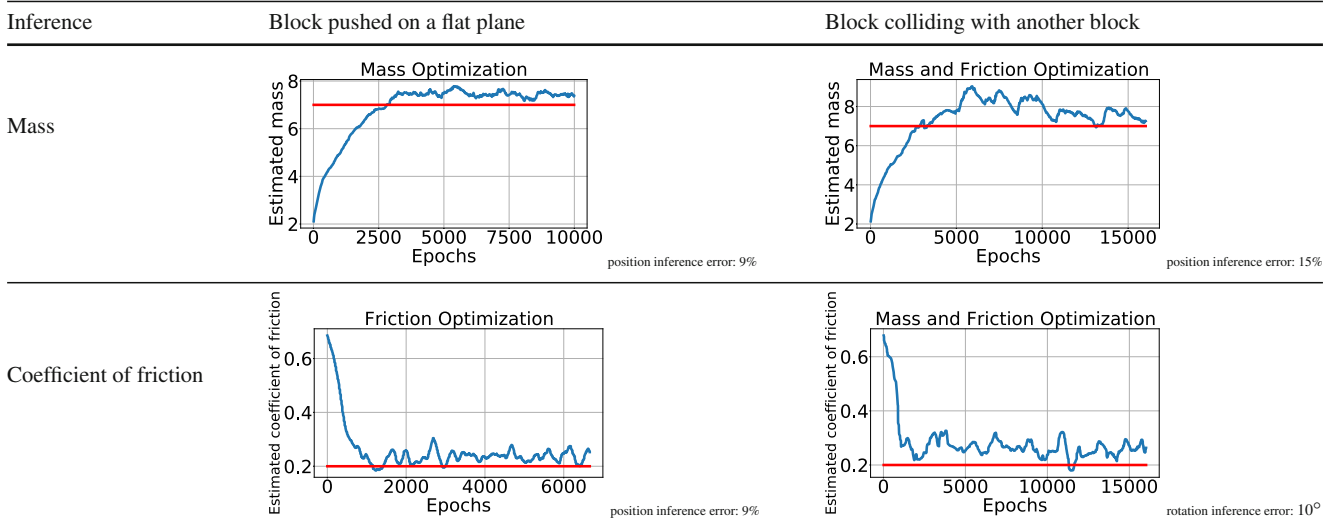 Inference Block pushed on a flat plane Block colliding with another block
Mass
Mass Optimization
Estimated mass
8
6
4
2
0 2500 5000 7500 10000
Epochs
position inference error: 9%
Mass and Friction Optimization
Estimated mass
8
6
4
2
0 5000 10000 15000
Epochs
position inference error: 15%
Coefficient of friction
Friction Optimization
Estimated coefficient of friction
0.6
0.4
0.2
0 2000 4000 6000
Epochs
position inference error: 9%
Mass and Friction Optimization
Estimated coefficient of friction
0.6
0.4
0.2
0 5000 10000 15000
Epochs
rotation inference error: 10°